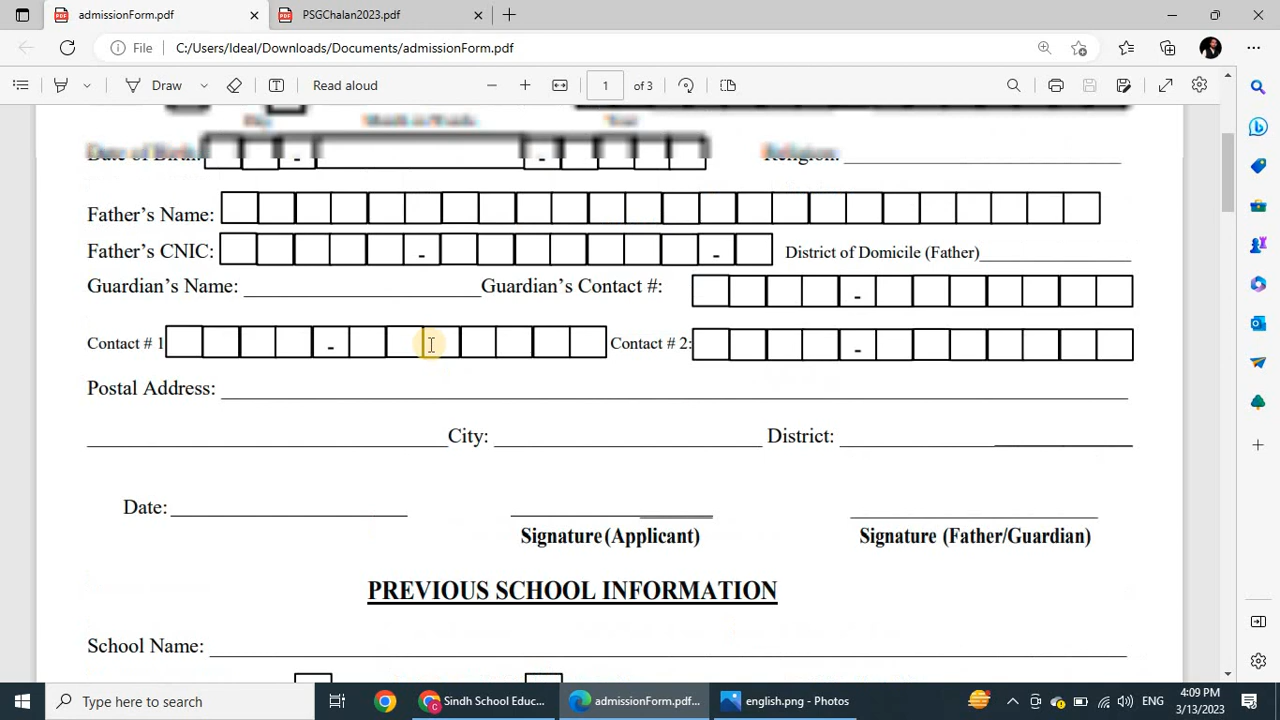 admissionForm.pdf
PSGChalan2023.pdf
File
C:/Users/Ideal/Downloads/Documents/admissionForm.pdf
Draw
Read aloud
1
of 3
Date of Birth:
-
-
Religion:
Father's Name:
Father's CNIC:
-
-
District of Domicile (Father)
Guardian's Name:
Guardian's Contact #:
-
Contact # 1
-
Contact # 2:
-
Postal Address:
City:
District:
Date:
Signature (Applicant)
Signature (Father/Guardian)
PREVIOUS SCHOOL INFORMATION
School Name:
Type here to search
Sindh School Educ...
admissionForm.pdf...
english.png - Photos
ENG
4:09 PM
3/13/2023